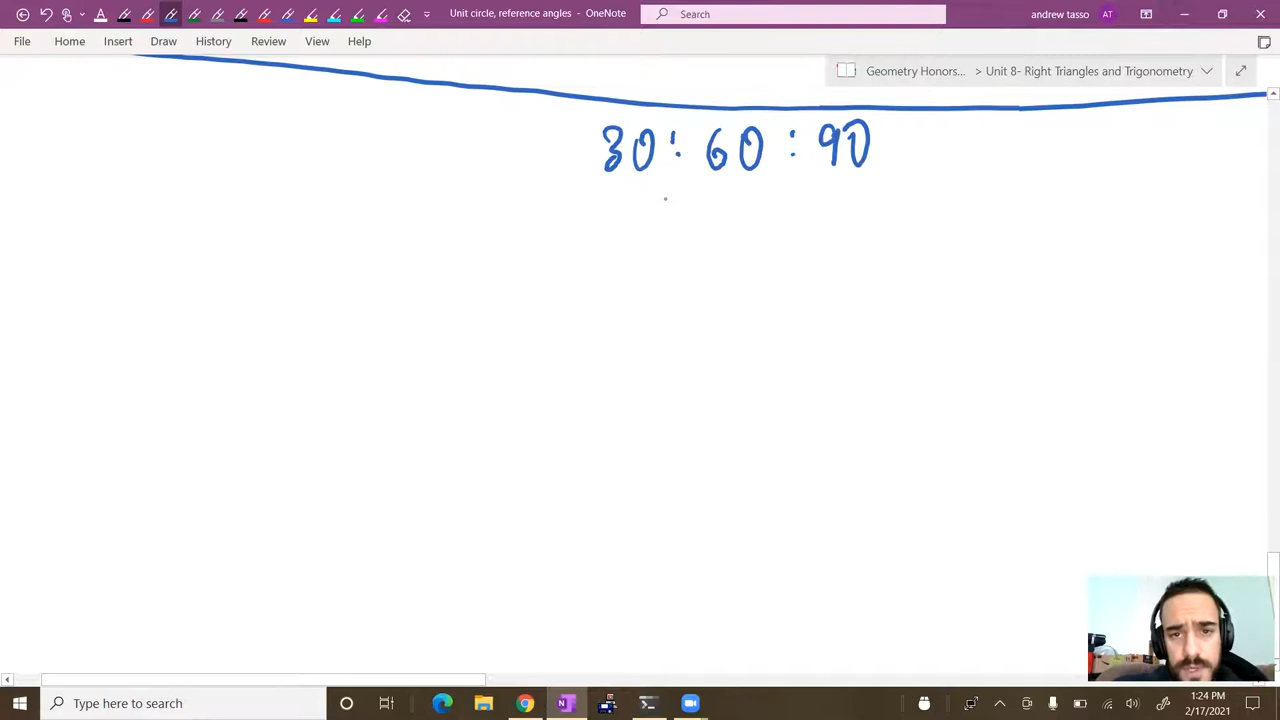 Unit circle, reference angles - OneNote
Search
andrew tasso
AT
File Home Insert Draw History Review View Help
Geometry Honors... > Unit 8- Right Triangles and Trigonometry
30 : 60 : 90
Type here to search
1:24 PM
2/17/2021